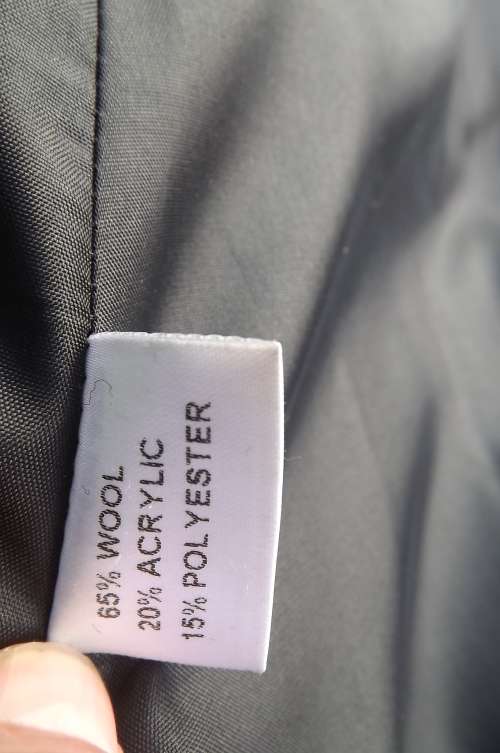 65% WOOL
20% ACRYLIC
15% POLYESTER